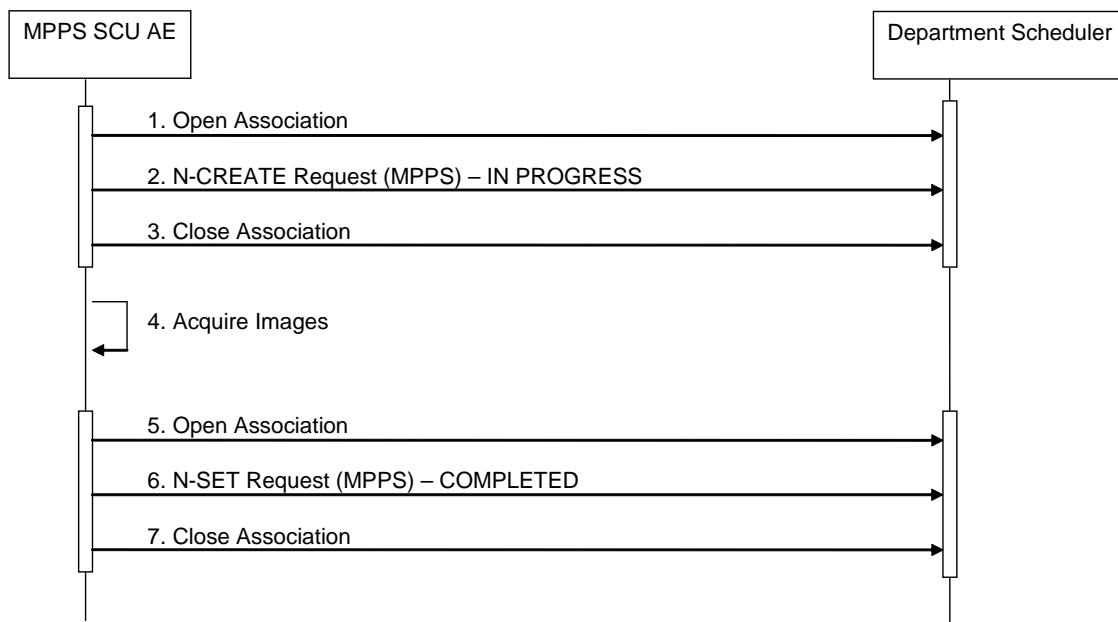 MPPS SCU AE
Department Scheduler
1. Open Association
2. N-CREATE Request (MPPS) – IN PROGRESS
3. Close Association
4. Acquire Images
5. Open Association
6. N-SET Request (MPPS) – COMPLETED
7. Close Association